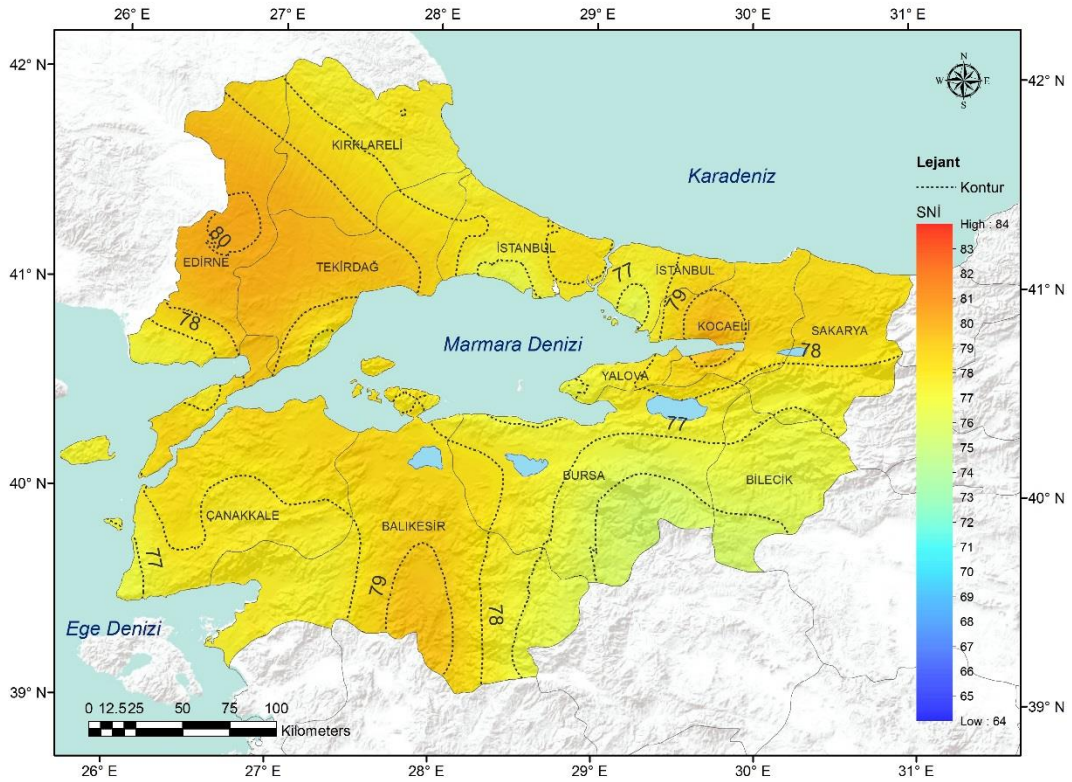 26° E 27° E 28° E 29° E 30° E 31° E
42° N
42° N
N
W E
S
KIRKLARELİ
Karadeniz
Lejant
Kontur
SNİ
High : 84
83
82
81
80
79
78
77
76
75
74
73
72
71
70
69
68
67
66
65
Low : 64
80
EDİRNE
TEKİRDAĞ
İSTANBUL
77
İSTANBUL
79
41° N
41° N
78
KOCAELİ
SAKARYA
78
Marmara Denizi
YALOVA
77
40° N
40° N
BURSA
BİLECİK
ÇANAKKALE
BALIKESİR
77
79
78
Ege Denizi
39° N
39° N
0 12.525 50 75 100
Kilometers
26° E 27° E 28° E 29° E 30° E 31° E